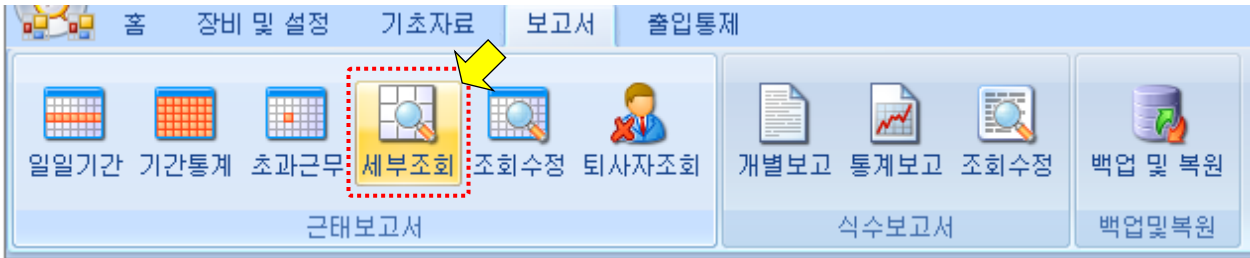 홈 장비 및 설정 기초자료 보고서 출입통제
일일기간 기간통계 초과근무 세부조회 조회수정 퇴사자조회 개별보고 통계보고 조회수정 백업 및 복원
근태보고서 식수보고서 백업및복원